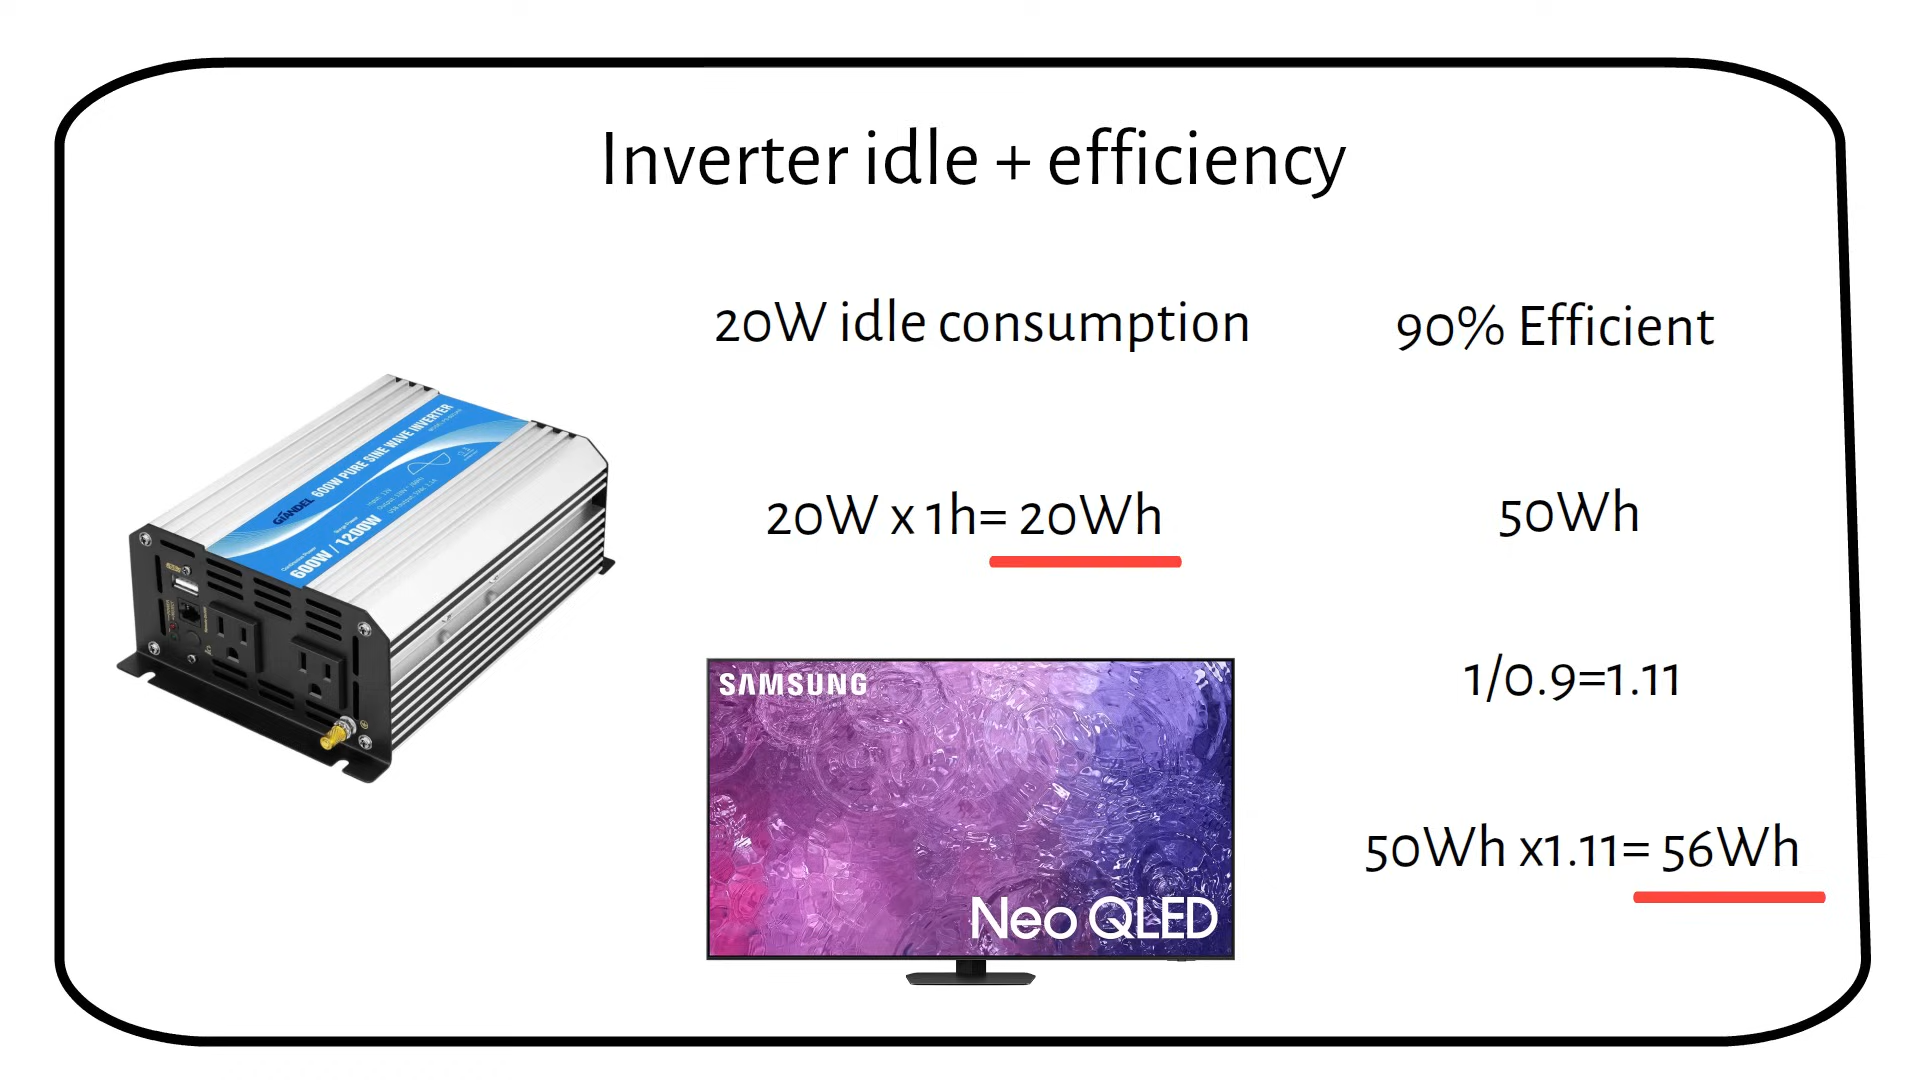 Inverter idle + efficiency
20W idle consumption
90% Efficient
20W x 1h= 20Wh
50Wh
1/0.9=1.11
50Wh x1.11= 56Wh
GIANDEL 600W PURE SINE WAVE INVERTER
600W / 1200W
SAMSUNG
Neo QLED